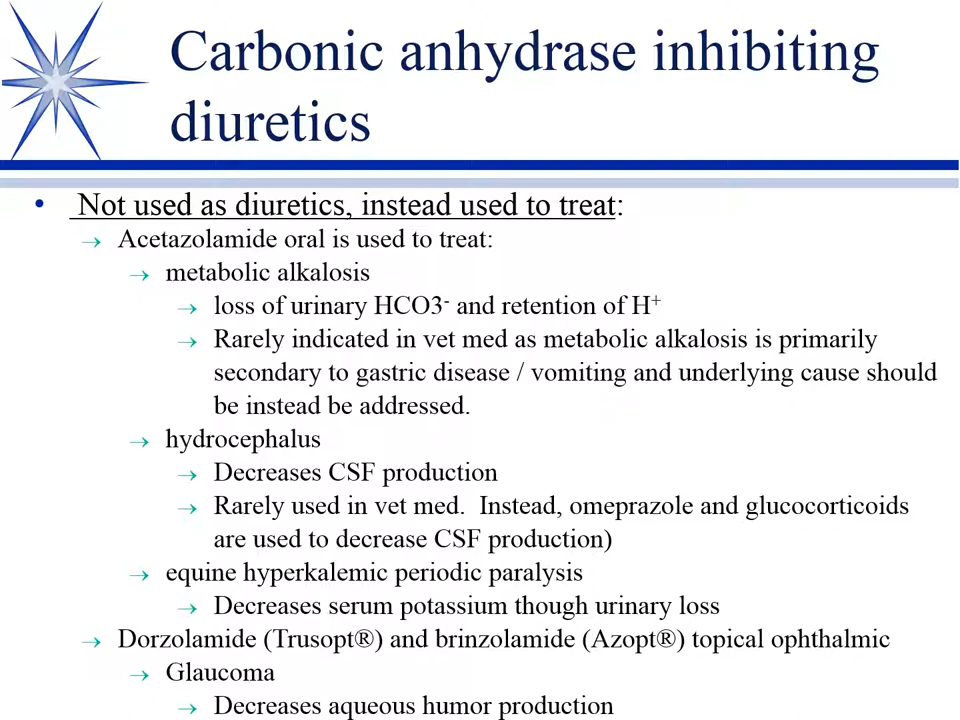 Carbonic anhydrase inhibiting
diuretics
• Not used as diuretics, instead used to treat:
→ Acetazolamide oral is used to treat:
→ metabolic alkalosis
→ loss of urinary HCO3⁻ and retention of H⁺
→ Rarely indicated in vet med as metabolic alkalosis is primarily
secondary to gastric disease / vomiting and underlying cause should
be instead be addressed.
→ hydrocephalus
→ Decreases CSF production
→ Rarely used in vet med. Instead, omeprazole and glucocorticoids
are used to decrease CSF production)
→ equine hyperkalemic periodic paralysis
→ Decreases serum potassium though urinary loss
→ Dorzolamide (Trusopt®) and brinzolamide (Azopt®) topical ophthalmic
→ Glaucoma
→ Decreases aqueous humor production